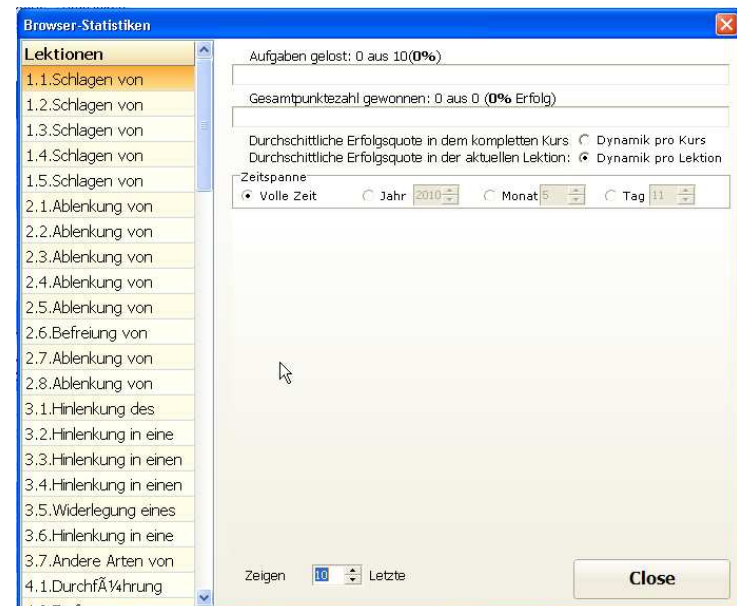 Browser-Statistiken
Lektionen
1.1.Schlagen von
1.2.Schlagen von
1.3.Schlagen von
1.4.Schlagen von
1.5.Schlagen von
2.1.Ablenkung von
2.2.Ablenkung von
2.3.Ablenkung von
2.4.Ablenkung von
2.5.Ablenkung von
2.6.Befreiung von
2.7.Ablenkung von
2.8.Ablenkung von
3.1.Hinlenkung des
3.2.Hinlenkung in eine
3.3.Hinlenkung in einen
3.4.Hinlenkung in einen
3.5.Widerlegung eines
3.6.Hinlenkung in eine
3.7.Andere Arten von
4.1.DurchfÃ¼hrung
Aufgaben gelost: 0 aus 10(0%)
Gesamtpunktezahl gewonnen: 0 aus 0 (0% Erfolg)
Durchschittliche Erfolgsquote in dem kompletten Kurs Dynamik pro Kurs
Durchschittliche Erfolgsquote in der aktuellen Lektion: Dynamik pro Lektion
Zeitspanne
Volle Zeit Jahr 2010 Monat 5 Tag 11
Zeigen 10 Letzte
Close